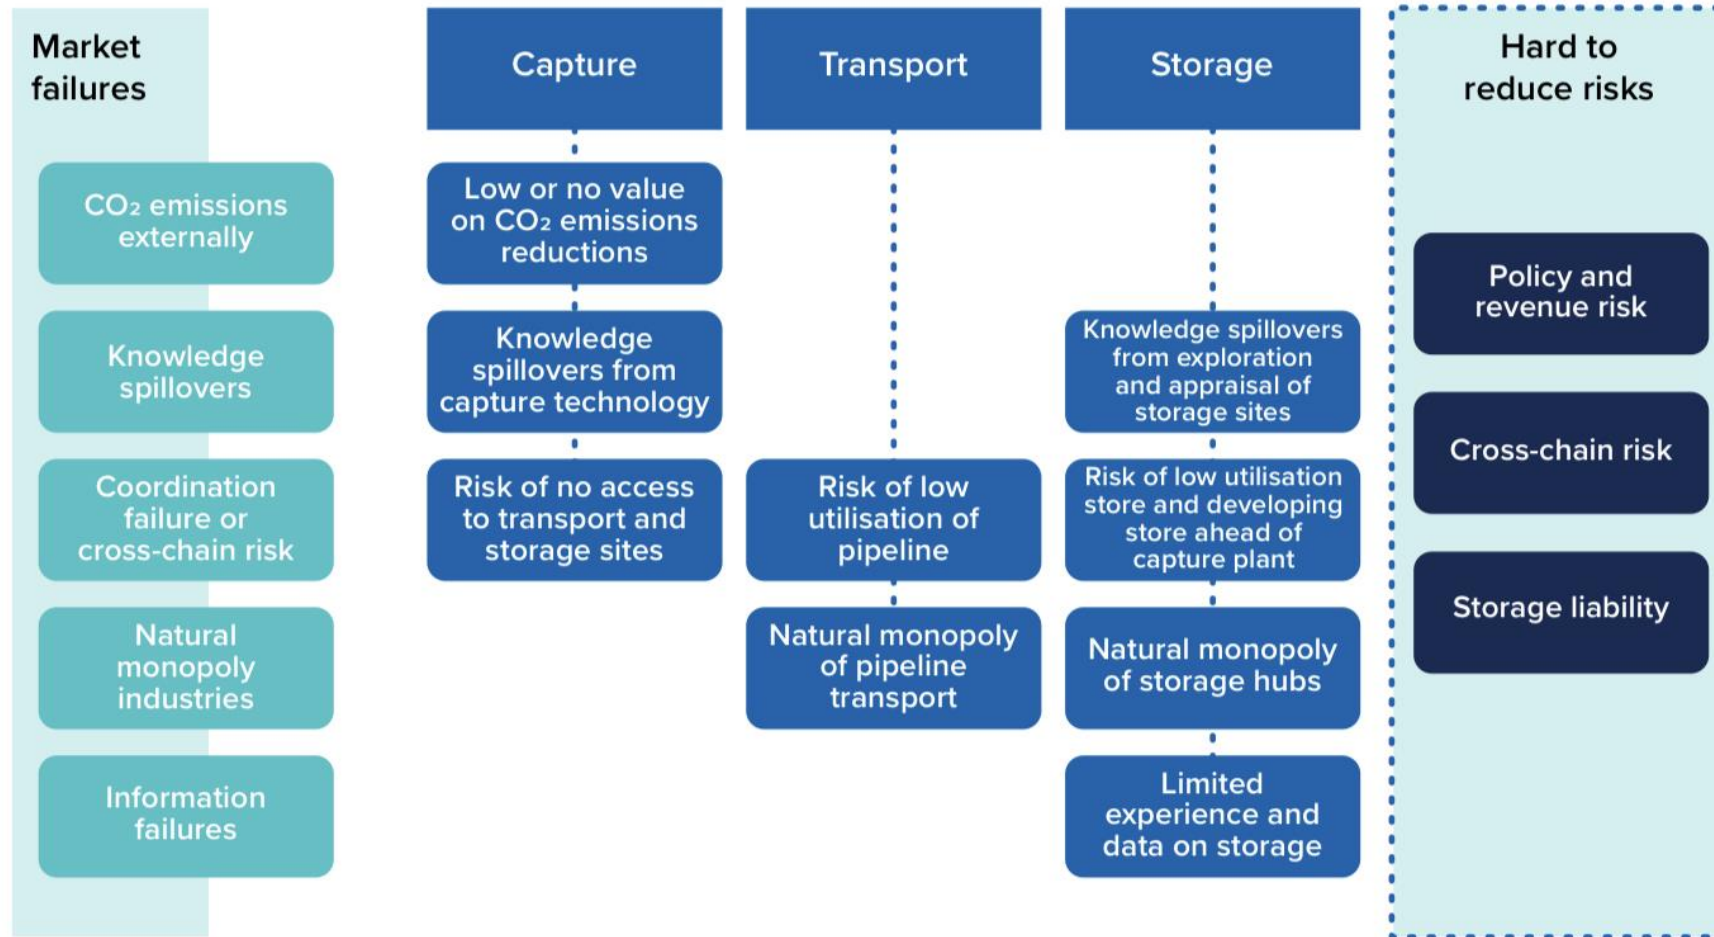 Market
failures
Capture
Transport
Storage
Hard to
reduce risks
CO₂ emissions
externally
Low or no value
on CO₂ emissions
reductions
Policy and
revenue risk
Knowledge
spillovers
Knowledge
spillovers from
capture technology
Knowledge spillovers
from exploration
and appraisal of
storage sites
Cross-chain risk
Coordination
failure or
cross-chain risk
Risk of no access
to transport and
storage sites
Risk of low
utilisation of
pipeline
Risk of low utilisation
store and developing
store ahead of
capture plant
Storage liability
Natural
monopoly
industries
Natural monopoly
of pipeline
transport
Natural monopoly
of storage hubs
Information
failures
Limited
experience and
data on storage